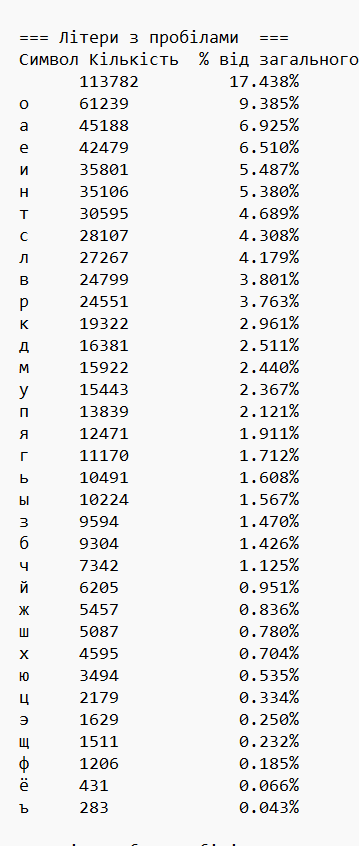 === Літери з пробілами ===
Символ Кількість % від загального
113782 17.438%
о 61239 9.385%
а 45188 6.925%
е 42479 6.510%
и 35801 5.487%
н 35106 5.380%
т 30595 4.689%
с 28107 4.308%
л 27267 4.179%
в 24799 3.801%
р 24551 3.763%
к 19322 2.961%
д 16381 2.511%
м 15922 2.440%
у 15443 2.367%
п 13839 2.121%
я 12471 1.911%
г 11170 1.712%
ь 10491 1.608%
ы 10224 1.567%
з 9594 1.470%
б 9304 1.426%
ч 7342 1.125%
й 6205 0.951%
ж 5457 0.836%
ш 5087 0.780%
х 4595 0.704%
ю 3494 0.535%
ц 2179 0.334%
э 1629 0.250%
щ 1511 0.232%
ф 1206 0.185%
ё 431 0.066%
ъ 283 0.043%